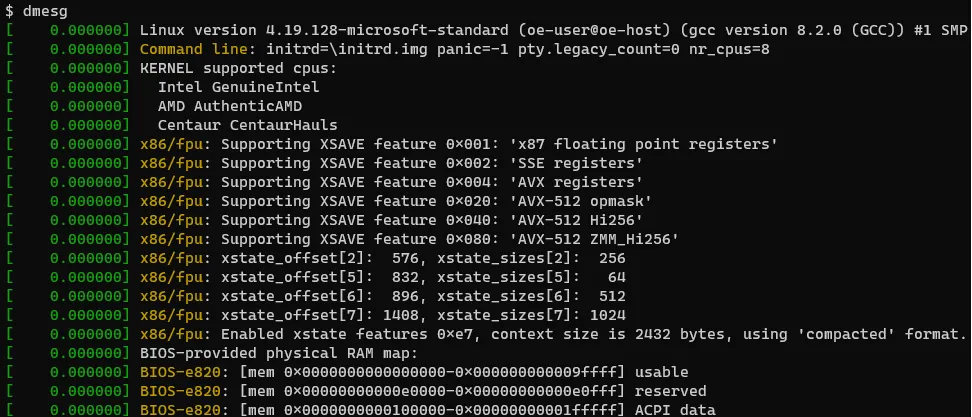 $ dmesg
[    0.000000] Linux version 4.19.128-microsoft-standard (oe-user@oe-host) (gcc version 8.2.0 (GCC)) #1 SMP
[    0.000000] Command line: initrd=\initrd.img panic=-1 pty.legacy_count=0 nr_cpus=8
[    0.000000] KERNEL supported cpus:
[    0.000000]   Intel GenuineIntel
[    0.000000]   AMD AuthenticAMD
[    0.000000]   Centaur CentaurHauls
[    0.000000] x86/fpu: Supporting XSAVE feature 0x001: 'x87 floating point registers'
[    0.000000] x86/fpu: Supporting XSAVE feature 0x002: 'SSE registers'
[    0.000000] x86/fpu: Supporting XSAVE feature 0x004: 'AVX registers'
[    0.000000] x86/fpu: Supporting XSAVE feature 0x020: 'AVX-512 opmask'
[    0.000000] x86/fpu: Supporting XSAVE feature 0x040: 'AVX-512 Hi256'
[    0.000000] x86/fpu: Supporting XSAVE feature 0x080: 'AVX-512 ZMM_Hi256'
[    0.000000] x86/fpu: xstate_offset[2]:  576, xstate_sizes[2]:  256
[    0.000000] x86/fpu: xstate_offset[5]:  832, xstate_sizes[5]:   64
[    0.000000] x86/fpu: xstate_offset[6]:  896, xstate_sizes[6]:  512
[    0.000000] x86/fpu: xstate_offset[7]: 1408, xstate_sizes[7]: 1024
[    0.000000] x86/fpu: Enabled xstate features 0xe7, context size is 2432 bytes, using 'compacted' format.
[    0.000000] BIOS-provided physical RAM map:
[    0.000000] BIOS-e820: [mem 0x0000000000000000-0x000000000009ffff] usable
[    0.000000] BIOS-e820: [mem 0x00000000000e0000-0x00000000000e0fff] reserved
[    0.000000] BIOS-e820: [mem 0x0000000000100000-0x00000000001fffff] ACPI data